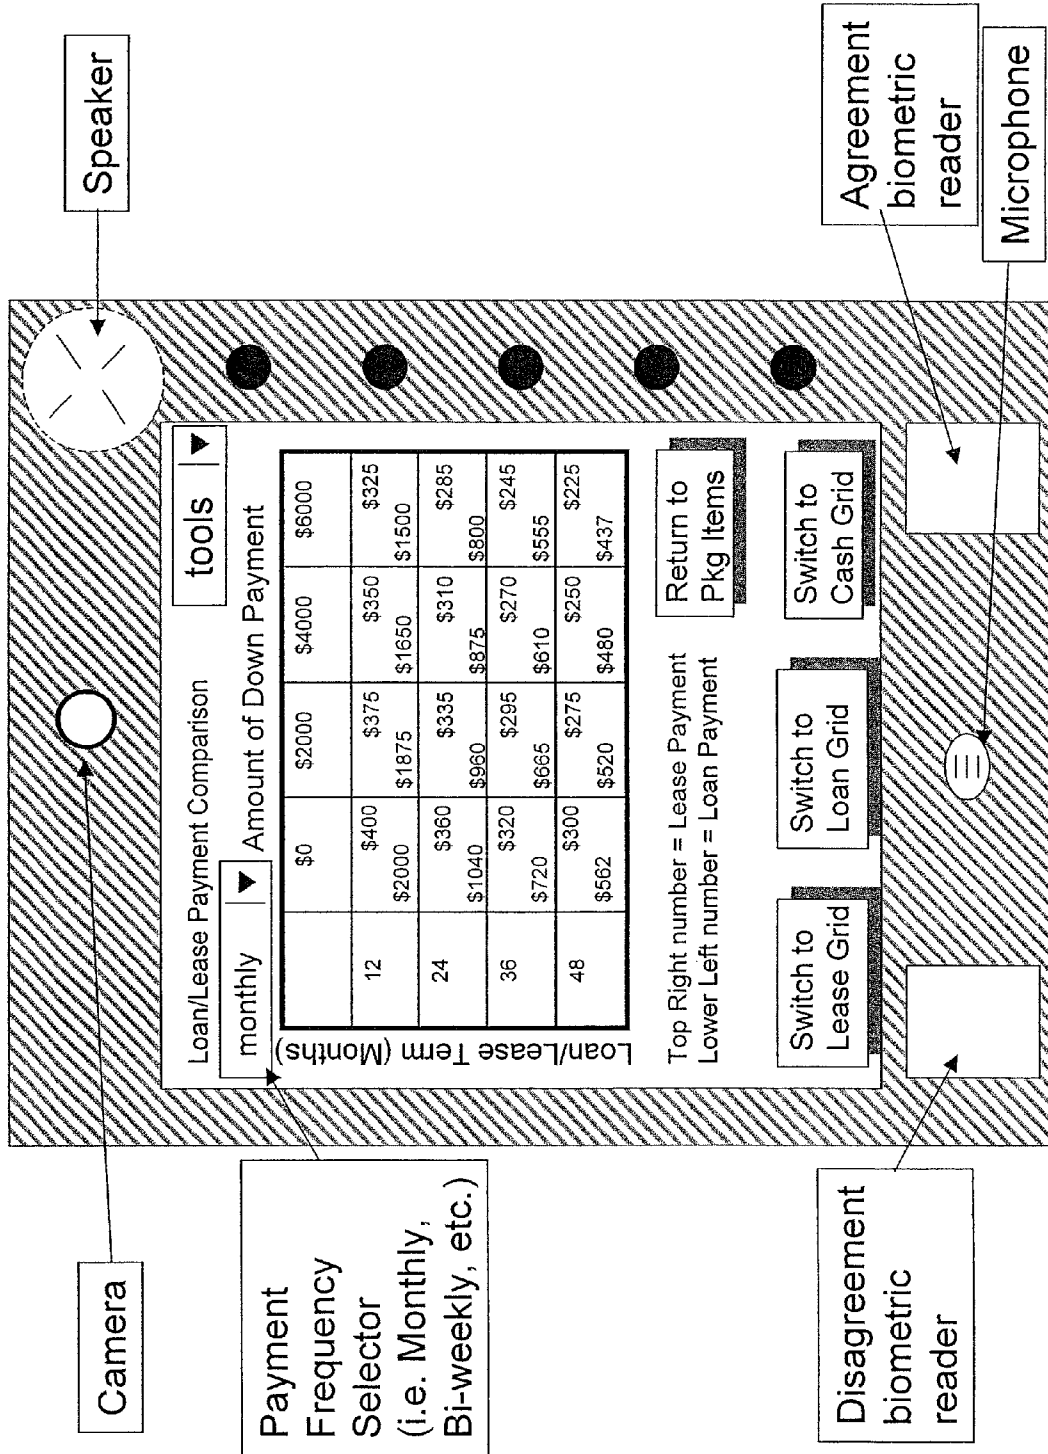 Camera
Speaker
Payment
Frequency
Selector
(i.e. Monthly,
Bi-weekly, etc.)
Loan/Lease Payment Comparison
monthly
tools
Amount of Down Payment
Loan/Lease Term (Months)
$0 $2000 $4000 $6000
12 $400 $375 $350 $325
$2000 $1875 $1650 $1500
24 $360 $335 $310 $285
$1040 $960 $875 $800
36 $320 $295 $270 $245
$720 $665 $610 $555
48 $300 $275 $250 $225
$562 $520 $480 $437
Top Right number = Lease Payment
Lower Left number = Loan Payment
Return to
Pkg Items
Switch to
Lease Grid
Switch to
Loan Grid
Switch to
Cash Grid
Disagreement
biometric
reader
Agreement
biometric
reader
Microphone